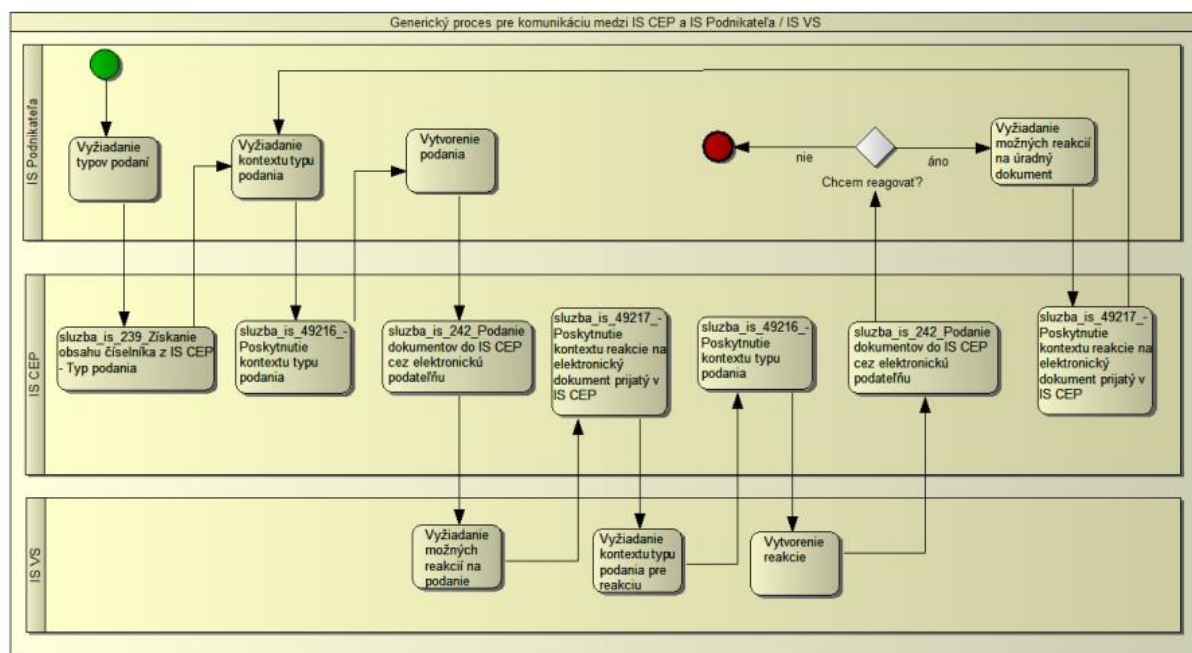 Generický proces pre komunikáciu medzi IS CEP a IS Podnikateľa / IS VS
IS Podnikateľa
Vyžiadanie
typov podaní
Vyžiadanie
kontextu typu
podania
Vytvorenie
podania
nie
áno
Chcem reagovať?
Vyžiadanie
možných reakcií
na úradný
dokument
IS CEP
sluzba_is_239_Získanie
obsahu číselníka z IS CEP
- Typ podania
sluzba_is_49216_-
Poskytnutie
kontextu typu
podania
sluzba_is_242_Podanie
dokumentov do IS CEP
cez elektronickú
podateľňu
sluzba_is_49217_-
Poskytnutie
kontextu reakcie na
elektronický
dokument prijatý v
IS CEP
sluzba_is_49216_-
Poskytnutie
kontextu typu
podania
sluzba_is_242_Podanie
dokumentov do IS CEP
cez elektronickú
podateľňu
sluzba_is_49217_-
Poskytnutie
kontextu reakcie na
elektronický
dokument prijatý v
IS CEP
IS VS
Vyžiadanie
možných
reakcií na
podanie
Vyžiadanie
kontextu typu
podania pre
reakciu
Vytvorenie
reakcie